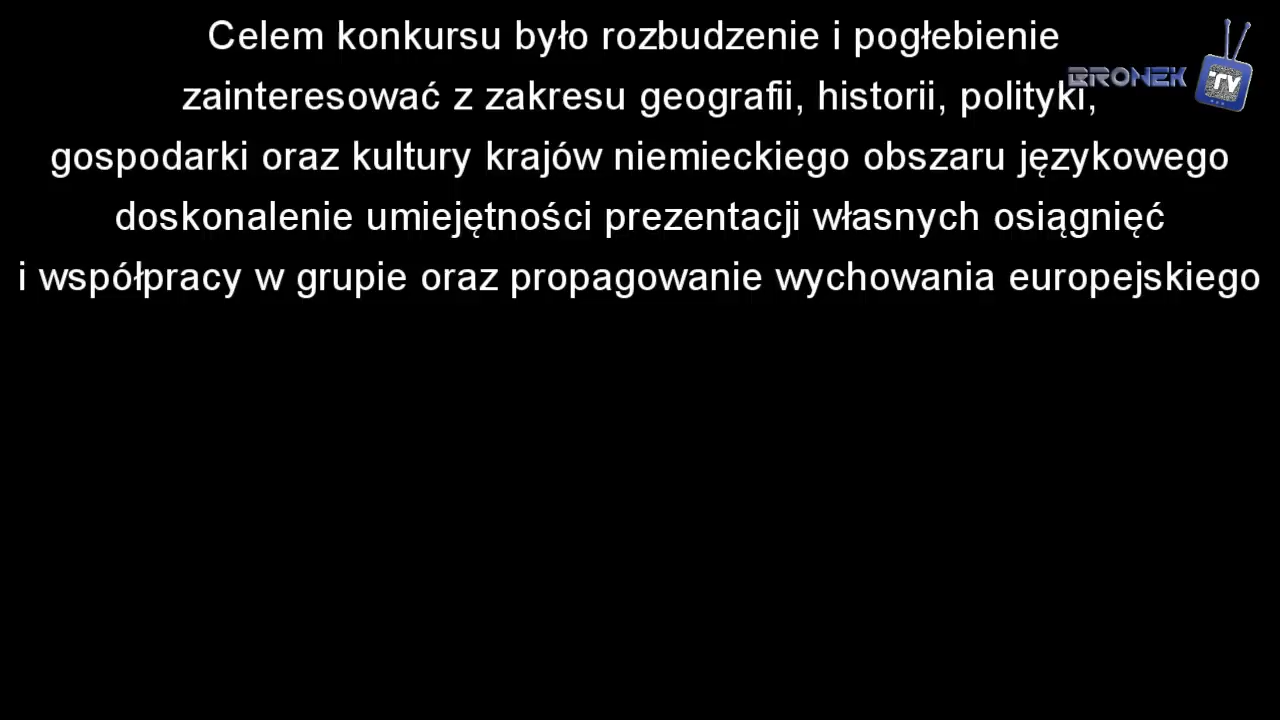 Celem konkursu było rozbudzenie i pogłebienie
zainteresować z zakresu geografii, historii, polityki,
gospodarki oraz kultury krajów niemieckiego obszaru językowego
doskonalenie umiejętności prezentacji własnych osiągnięć
i współpracy w grupie oraz propagowanie wychowania europejskiego
BRONEK TV